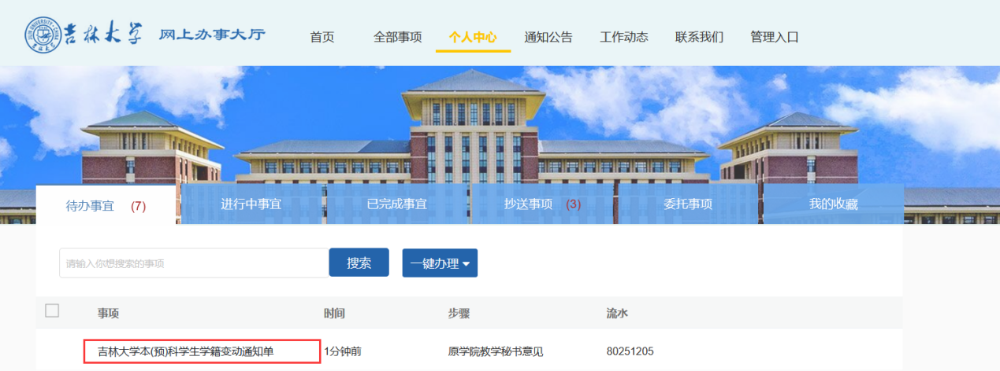 吉林大学 网上办事大厅 首页 全部事项 个人中心 通知公告 工作动态 联系我们 管理入口
待办事宜 (7) 进行中事宜 已完成事宜 抄送事项 (3) 委托事项 我的收藏
请输入你想搜索的事项 搜索 一键办理
事项 时间 步骤 流水
吉林大学本(预)科学生学籍变动通知单 1分钟前 原学院教学秘书意见 80251205